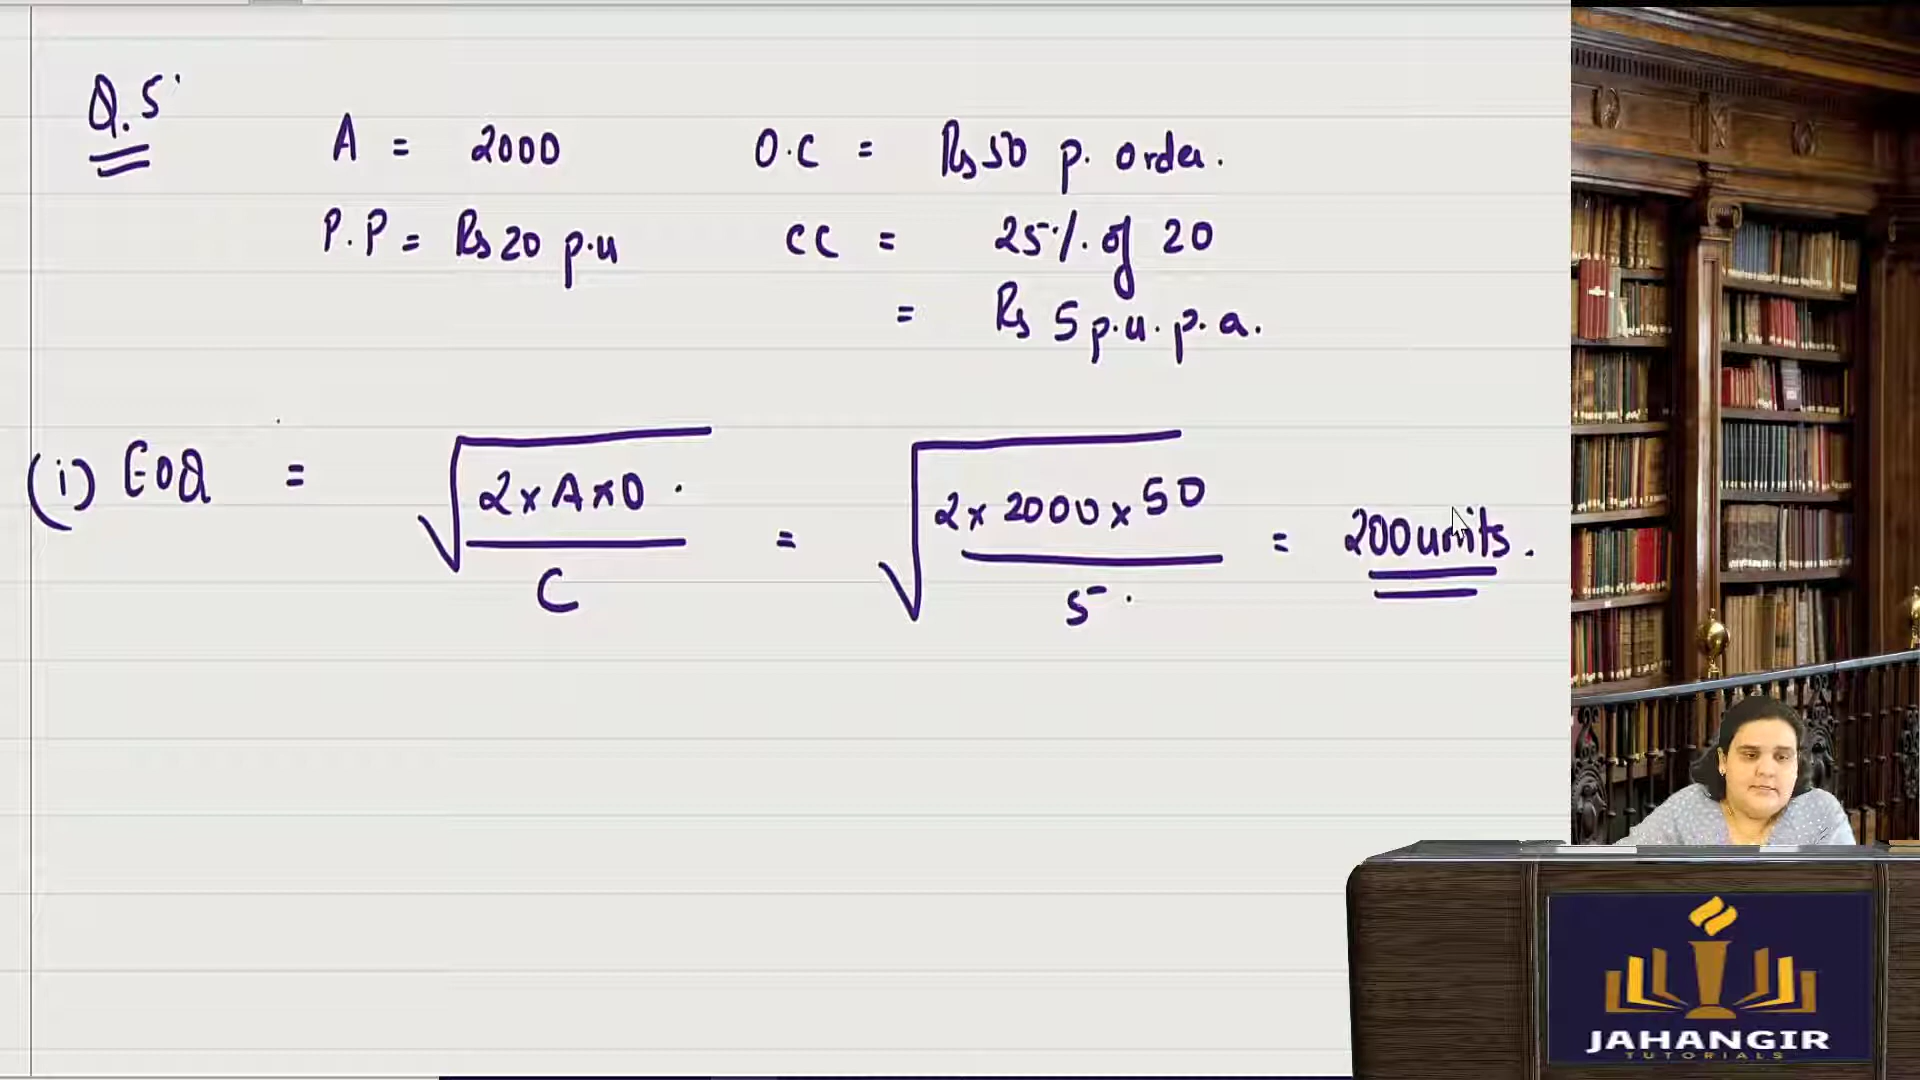 Q.5
A = 2000 O.C = Rs 50 p. order.
P.P = Rs 20 p.u CC = 25% of 20
= Rs 5 p.u. p.a.
(i) EOQ = √(2 x A x O / C) = √(2 x 2000 x 50 / 5) = 200 units.
JAHANGIR
TUTORIALS